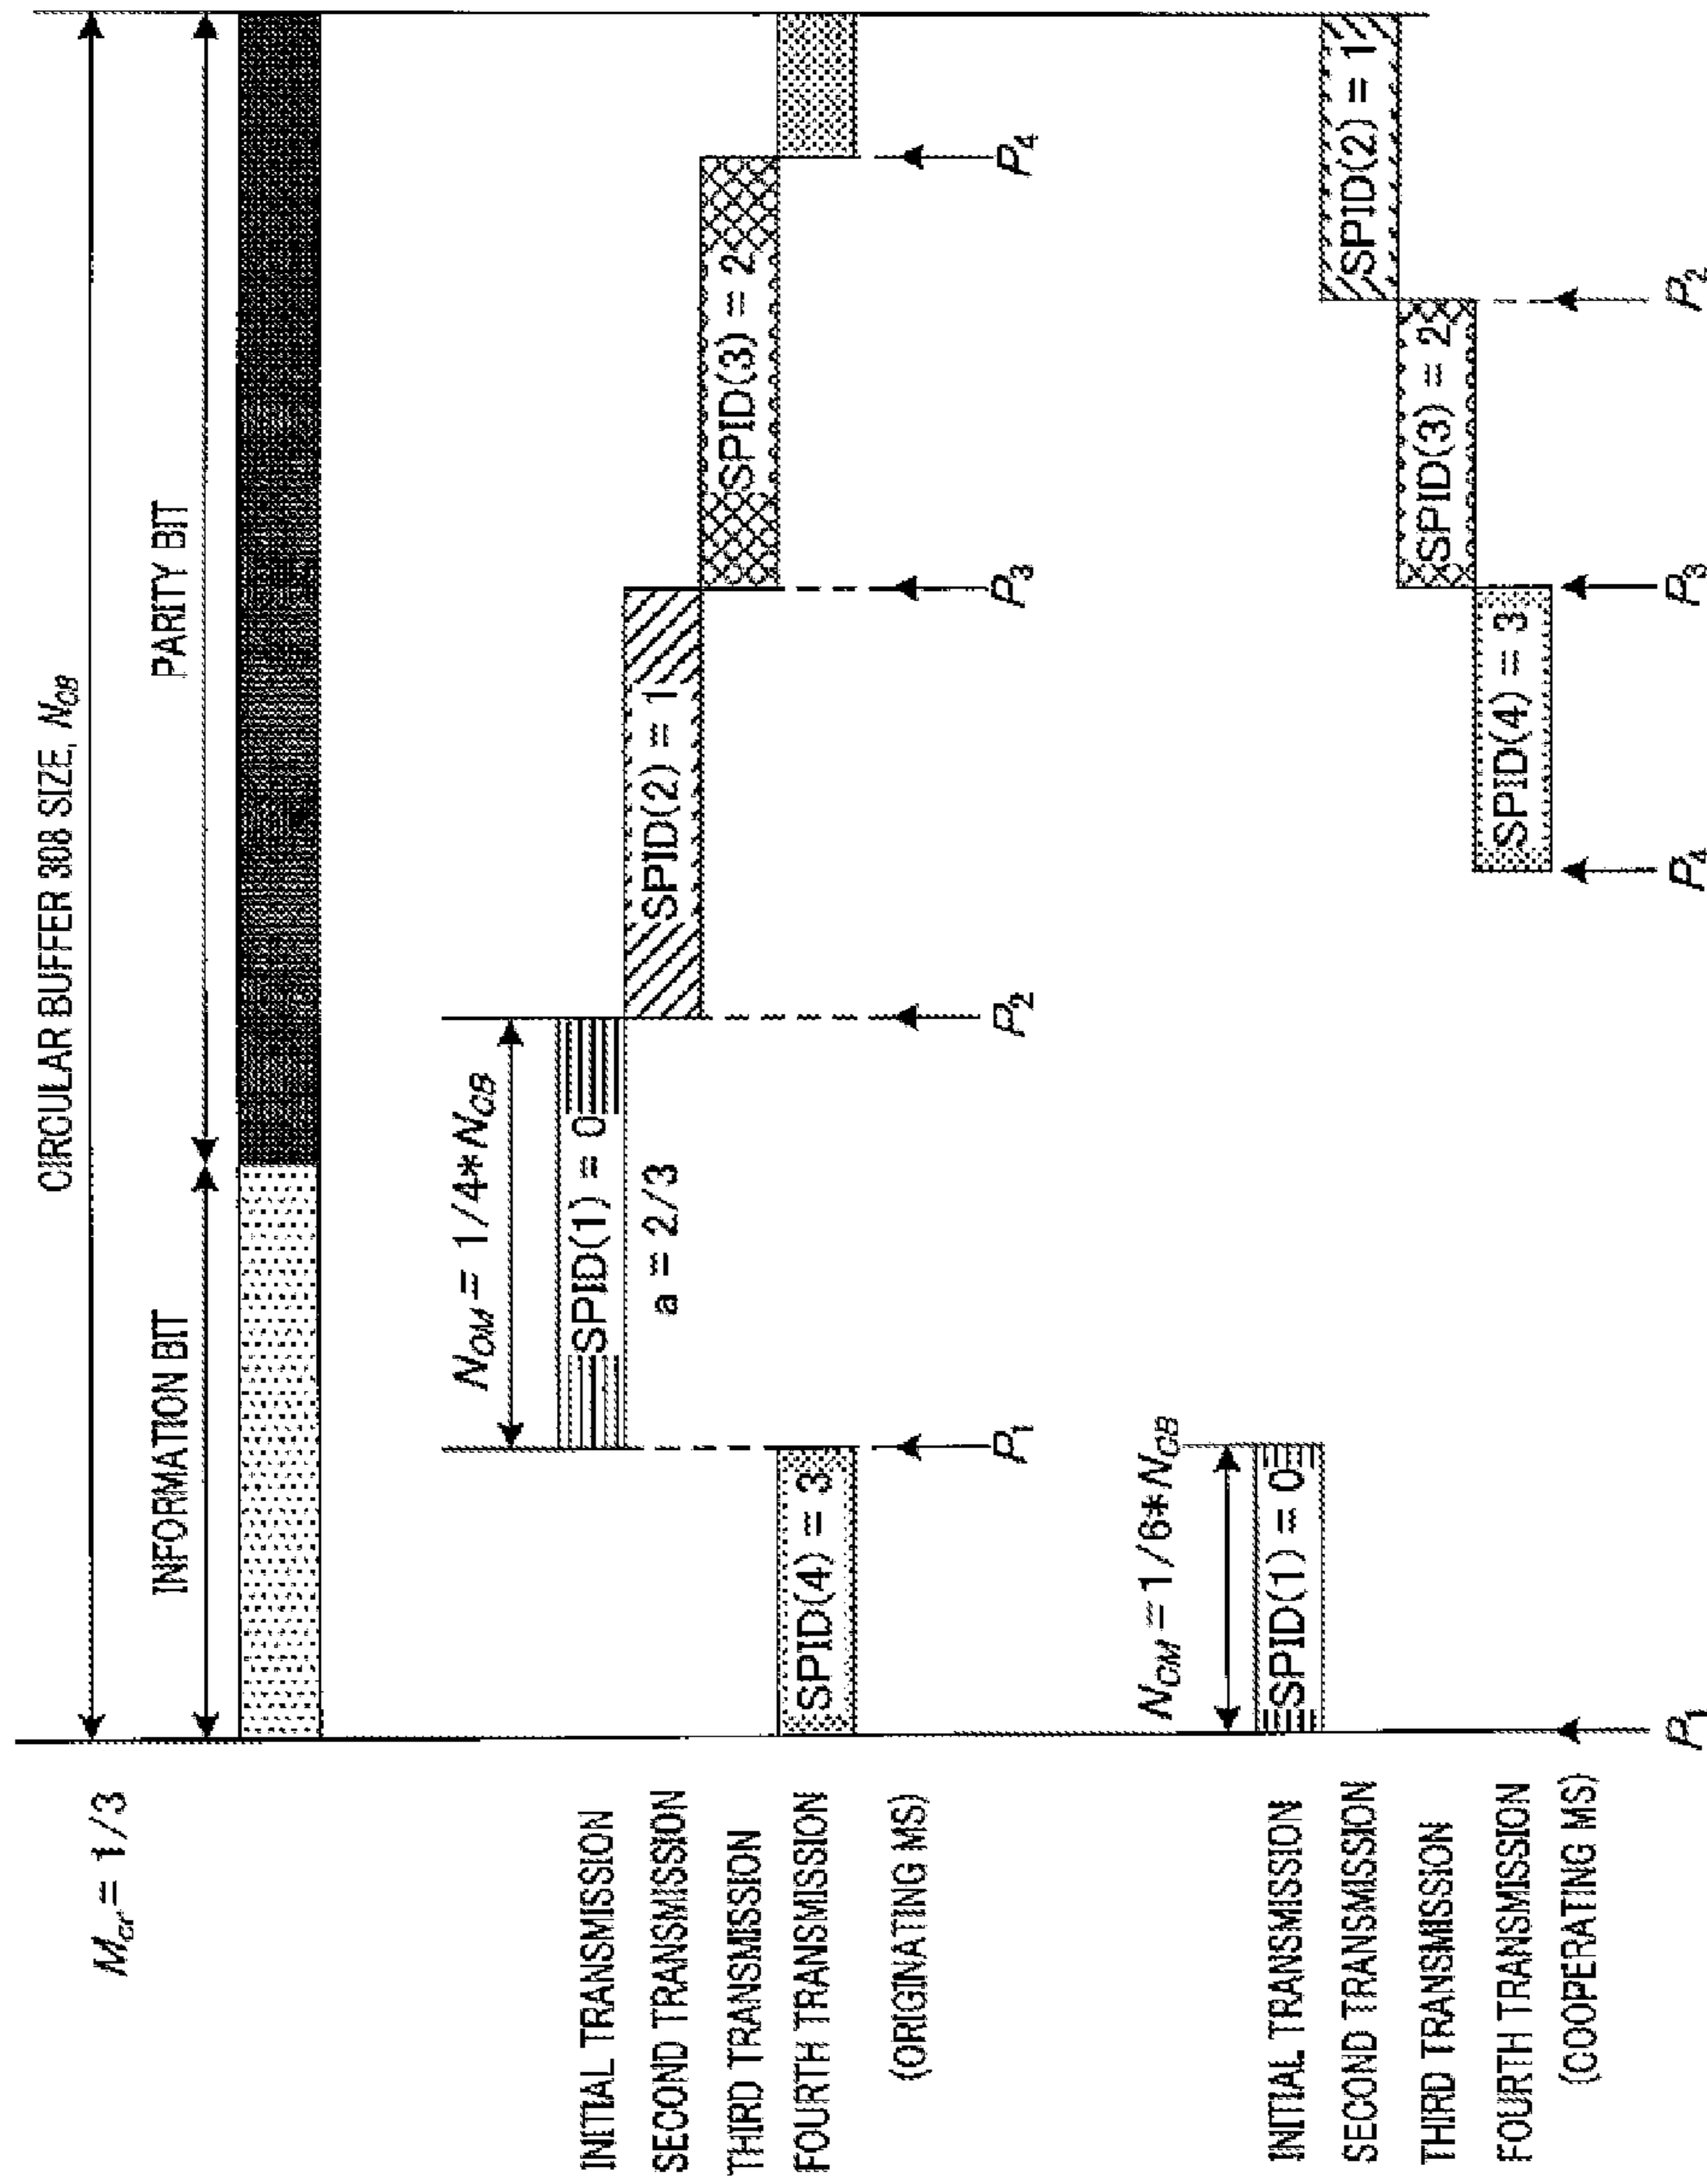 M_cr = 1/3
CIRCULAR BUFFER 308 SIZE, N_CB
INFORMATION BIT
PARITY BIT
N_OM = 1/4*N_CB
INITIAL TRANSMISSION
SPID(1) = 0
SECOND TRANSMISSION
a = 2/3
SPID(2) = 1
THIRD TRANSMISSION
SPID(3) = 2
FOURTH TRANSMISSION
SPID(4) = 3
(ORIGINATING MS)
P_1
P_2
P_3
P_4
N_CM = 1/6*N_CB
INITIAL TRANSMISSION
SPID(1) = 0
SECOND TRANSMISSION
SPID(2) = 1
THIRD TRANSMISSION
SPID(3) = 2
FOURTH TRANSMISSION
SPID(4) = 3
(COOPERATING MS)
P_1
P_4
P_3
P_2